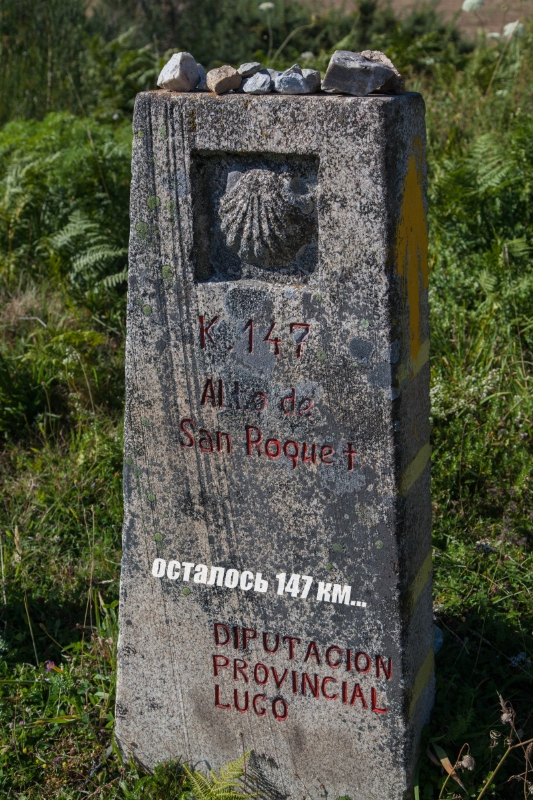 K.147
Alto de
San Roque
осталось 147 км...
DIPUTACION
PROVINCIAL
LUGO